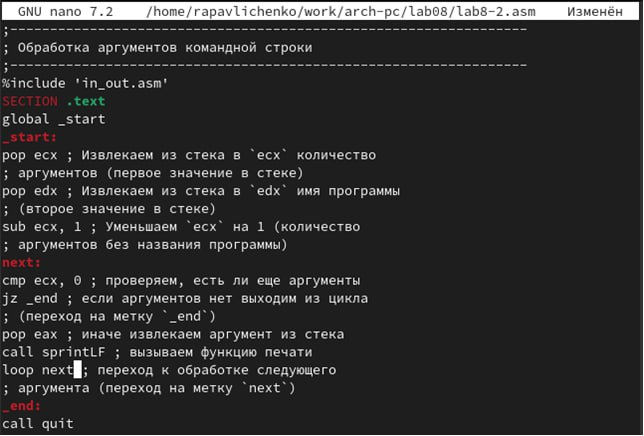 GNU nano 7.2 /home/rapavlichenko/work/arch-pc/lab08/lab8-2.asm Изменён
;------------------------------------------------------------------
; Обработка аргументов командной строки
;------------------------------------------------------------------
%include 'in_out.asm'
SECTION .text
global _start
_start:
pop ecx ; Извлекаем из стека в `ecx` количество
; аргументов (первое значение в стеке)
pop edx ; Извлекаем из стека в `edx` имя программы
; (второе значение в стеке)
sub ecx, 1 ; Уменьшаем `ecx` на 1 (количество
; аргументов без названия программы)
next:
cmp ecx, 0 ; проверяем, есть ли еще аргументы
jz _end ; если аргументов нет выходим из цикла
; (переход на метку `_end`)
pop eax ; иначе извлекаем аргумент из стека
call sprintLF ; вызываем функцию печати
loop next ; переход к обработке следующего
; аргумента (переход на метку `next`)
_end:
call quit